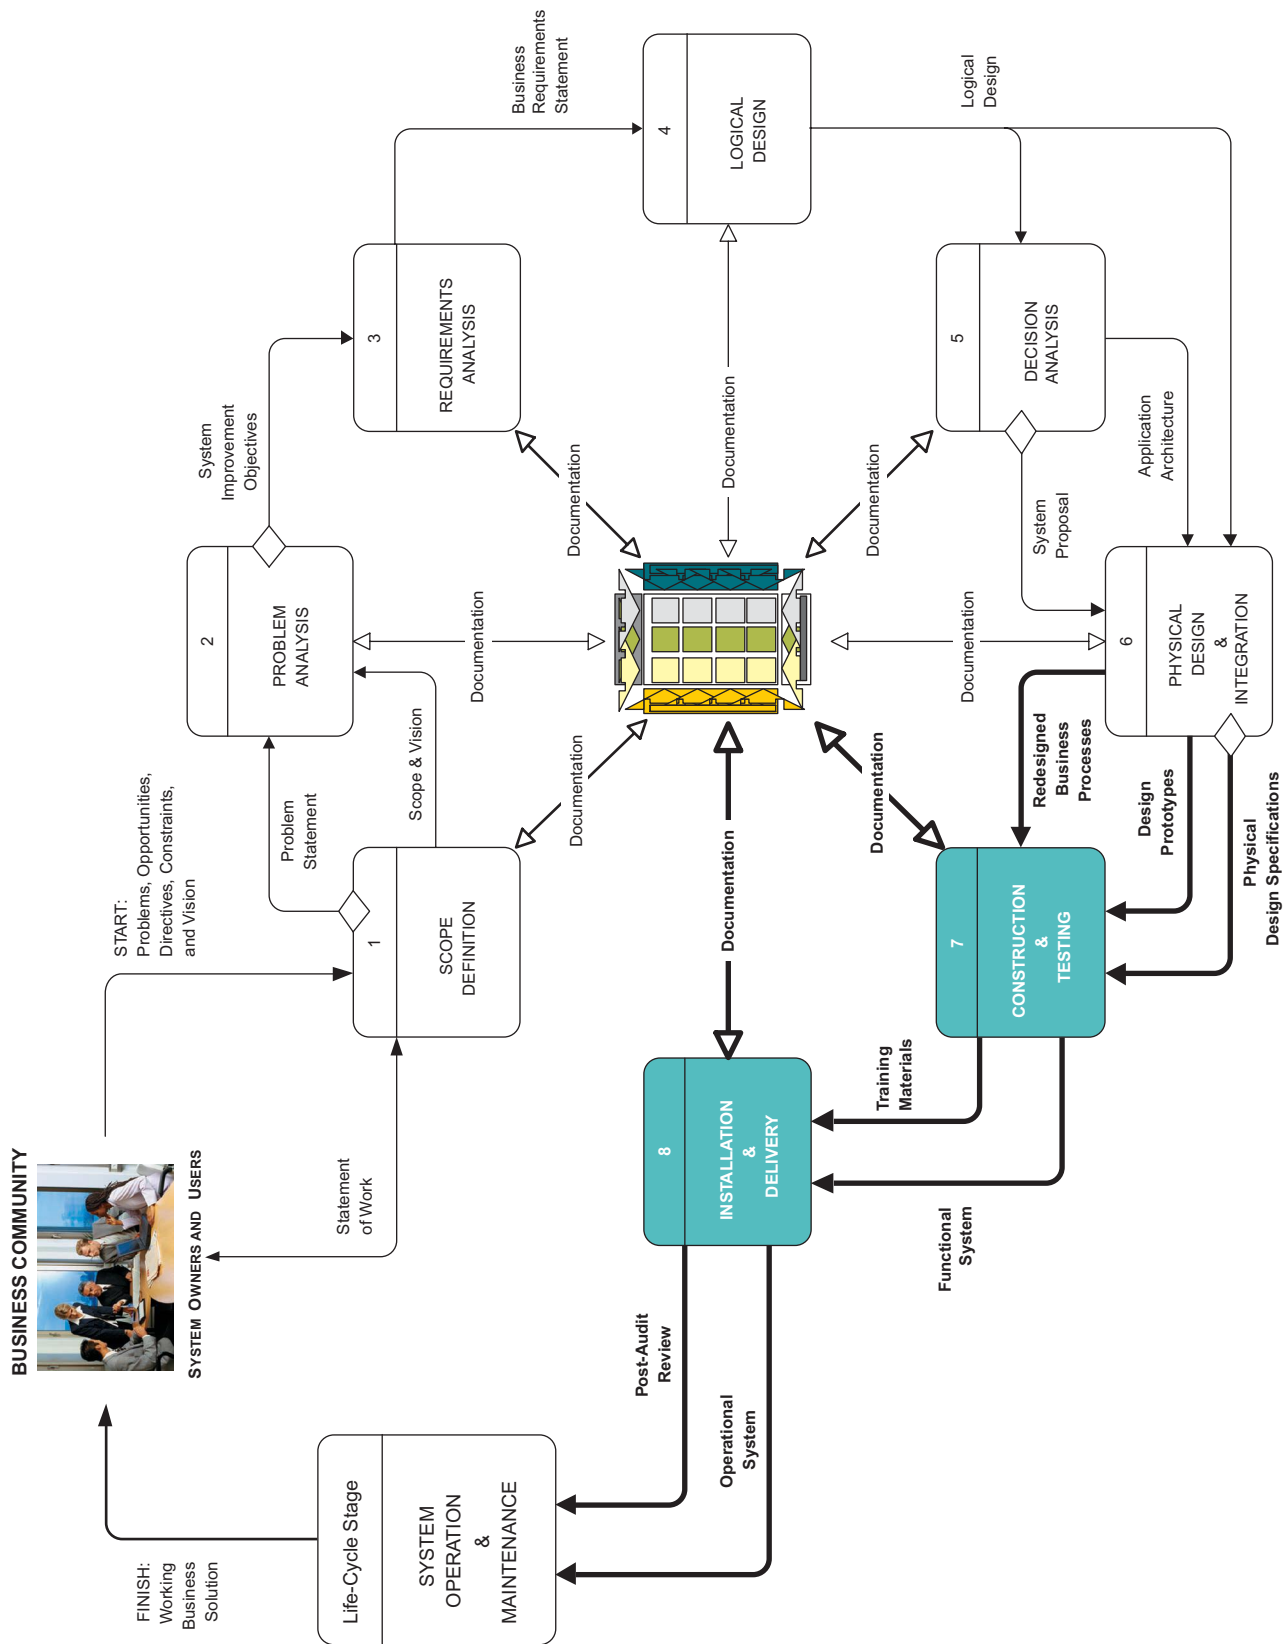 BUSINESS COMMUNITY
SYSTEM OWNERS AND USERS
FINISH:
Working
Business
Solution
START:
Problems, Opportunities,
Directives, Constraints,
and Vision
Statement
of Work
1
SCOPE
DEFINITION
Problem
Statement
Scope & Vision
2
PROBLEM
ANALYSIS
System
Improvement
Objectives
3
REQUIREMENTS
ANALYSIS
Business
Requirements
Statement
4
LOGICAL
DESIGN
Logical
Design
5
DECISION
ANALYSIS
System
Proposal
Application
Architecture
6
PHYSICAL
DESIGN
&
INTEGRATION
Redesigned
Business
Processes
Design
Prototypes
Physical
Design Specifications
7
CONSTRUCTION
&
TESTING
Training
Materials
Functional
System
8
INSTALLATION
&
DELIVERY
Post-Audit
Review
Operational
System
Life-Cycle Stage
SYSTEM
OPERATION
&
MAINTENANCE
Documentation
Documentation
Documentation
Documentation
Documentation
Documentation
Documentation
Documentation